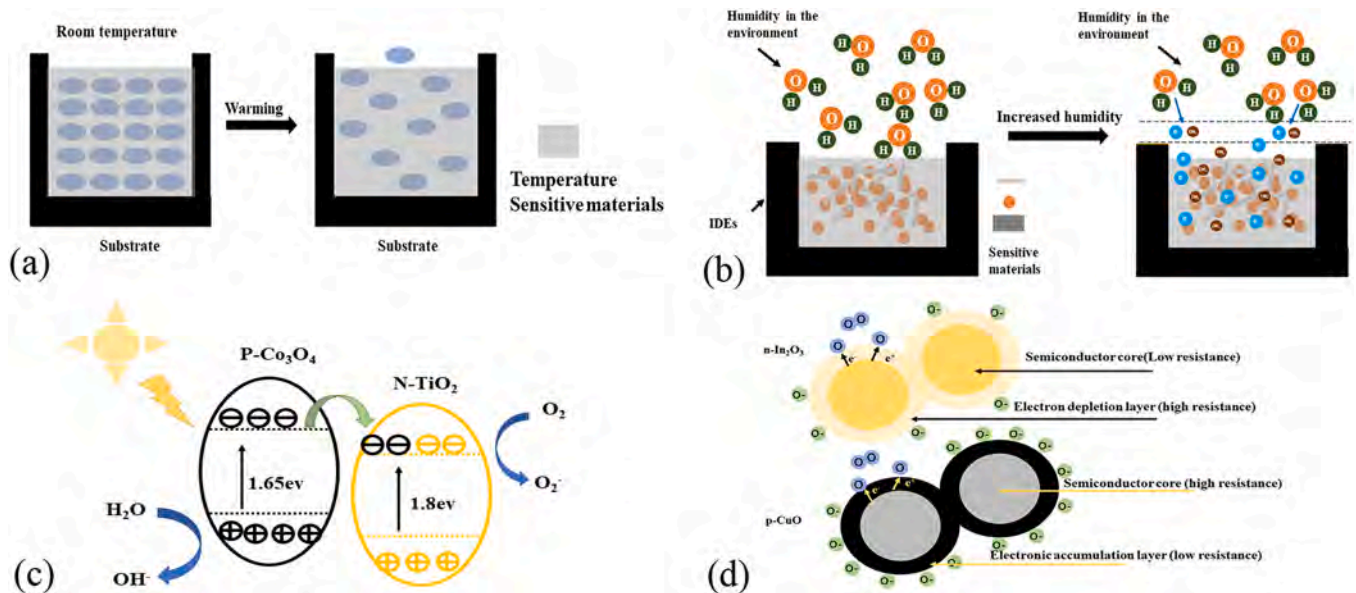 Room temperature
Warming
Temperature
Sensitive materials
Substrate
Substrate
(a)
Humidity in the
environment
Humidity in the
environment
O
H
H
O
H
H
O
H
H
O
H
H
O
H
H
O
H
H
O
H
H
Increased humidity
O
H
H
O
H
H
O
H
H
O
H
H
O
H
H
IDEs
Sensitive
materials
(b)
P-Co₃O₄
N-TiO₂
O₂
1.65ev
1.8ev
O₂⁻
H₂O
OH⁻
(c)
n-In₂O₃
O
O
O
O
e⁻
e⁺
O-
O-
O-
O-
O-
O-
O-
Semiconductor core(Low resistance)
Electron depletion layer (high resistance)
p-CuO
O
O
O
O
e⁻
e⁺
O-
O-
O-
O-
O-
O-
O-
O-
O-
O-
O-
O-
Semiconductor core (high resistance)
Electronic accumulation layer (low resistance)
(d)